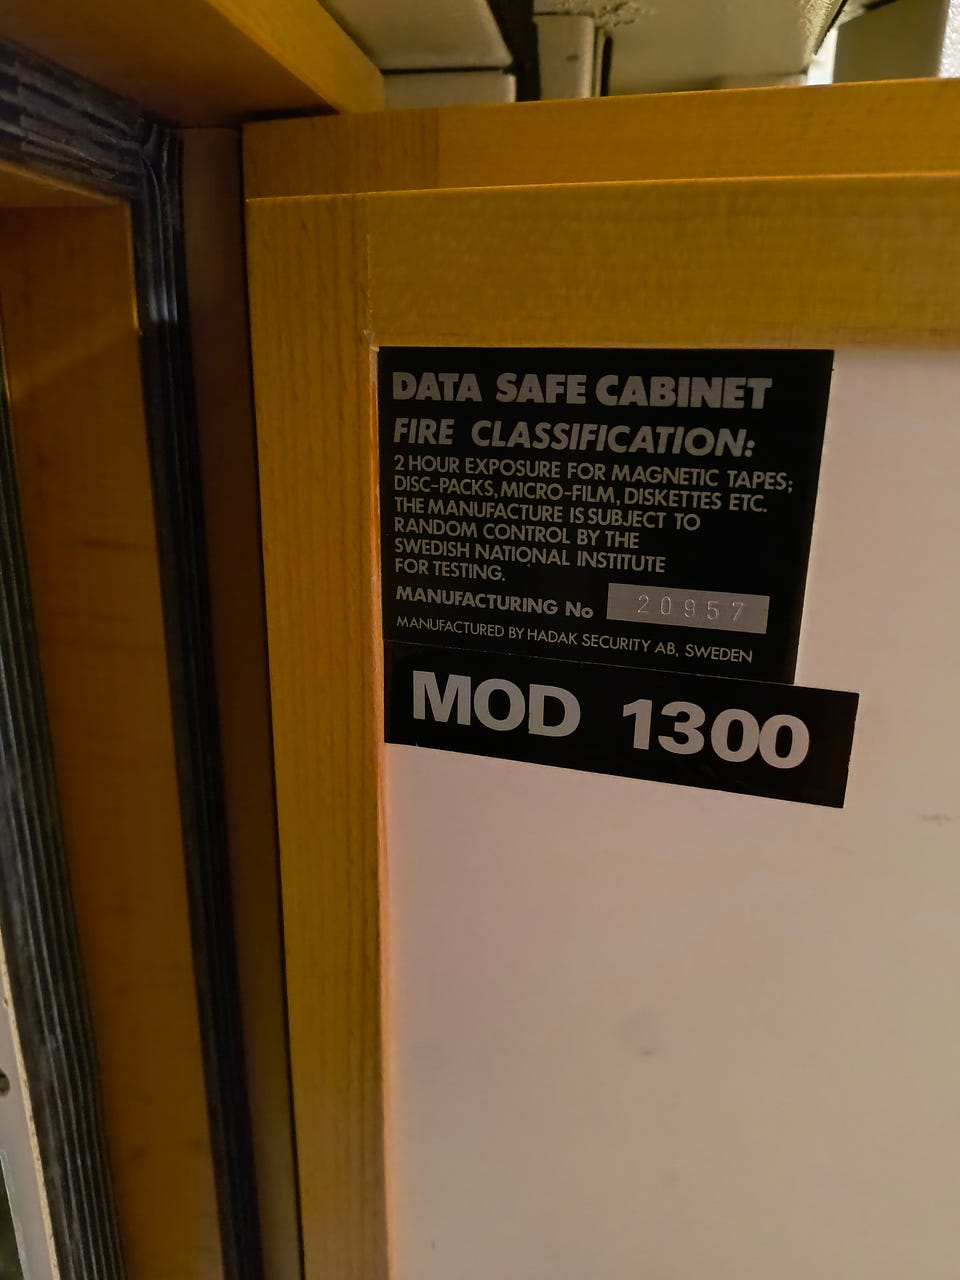 DATA SAFE CABINET
FIRE CLASSIFICATION:
2 HOUR EXPOSURE FOR MAGNETIC TAPES;
DISC-PACKS, MICRO-FILM, DISKETTES ETC.
THE MANUFACTURE IS SUBJECT TO
RANDOM CONTROL BY THE
SWEDISH NATIONAL INSTITUTE
FOR TESTING.
MANUFACTURING No 20957
MANUFACTURED BY HADAK SECURITY AB, SWEDEN
MOD 1300